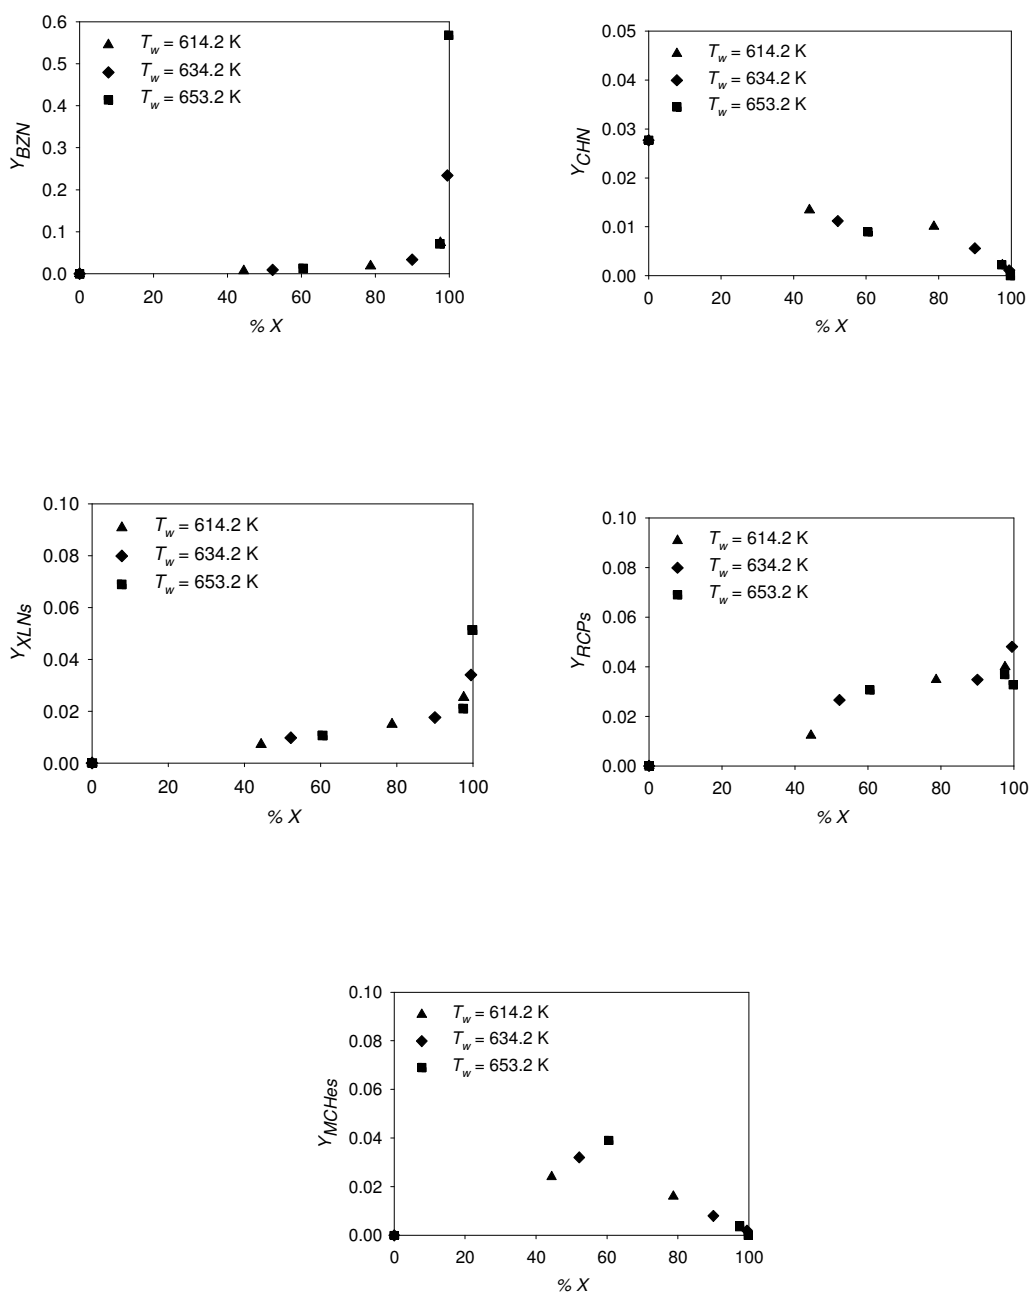 0.6
0.5
0.4
0.3
0.2
0.1
0.0
Y_BZN
T_w = 614.2 K
T_w = 634.2 K
T_w = 653.2 K
0 20 40 60 80 100
% X
0.05
0.04
0.03
0.02
0.01
0.00
Y_CHN
T_w = 614.2 K
T_w = 634.2 K
T_w = 653.2 K
0 20 40 60 80 100
% X
0.10
0.08
0.06
0.04
0.02
0.00
Y_XLNs
T_w = 614.2 K
T_w = 634.2 K
T_w = 653.2 K
0 20 40 60 80 100
% X
0.10
0.08
0.06
0.04
0.02
0.00
Y_RCPs
T_w = 614.2 K
T_w = 634.2 K
T_w = 653.2 K
0 20 40 60 80 100
% X
0.10
0.08
0.06
0.04
0.02
0.00
Y_MCHes
T_w = 614.2 K
T_w = 634.2 K
T_w = 653.2 K
0 20 40 60 80 100
% X